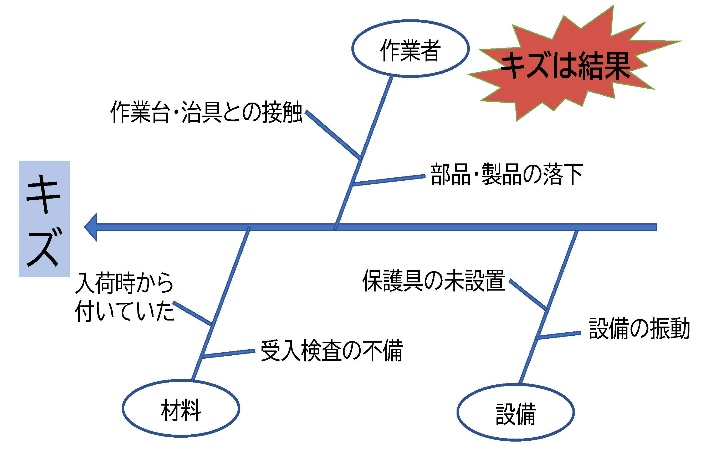 作業者
キズは結果
作業台・治具との接触
部品・製品の落下
キズ
入荷時から
付いていた
保護具の未設置
設備の振動
受入検査の不備
材料
設備